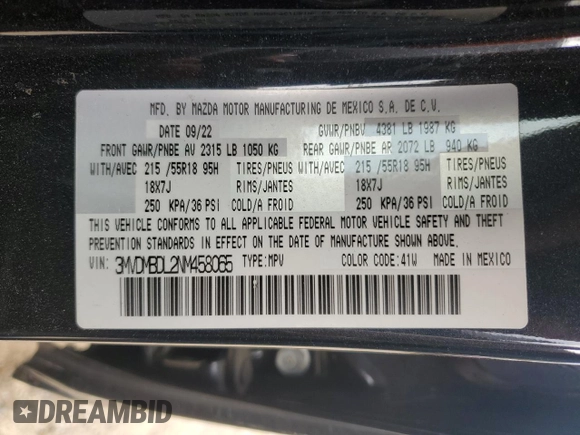 MFD. BY MAZDA MOTOR MANUFACTURING DE MEXICO S.A. DE C.V.
DATE 09/22 GVWR/PNBV 4381 LB 1987 KG
FRONT GAWR/PNBE AV 2315 LB 1050 KG REAR GAWR/PNBE AR 2072 LB 940 KG
WITH/AVEC 215 /55R18 95H TIRES/PNEUS WITH/AVEC 215 /55R18 95H TIRES/PNEUS
18X7J RIMS/JANTES 18X7J RIMS/JANTES
250 KPA/36 PSI COLD/A FROID 250 KPA/36 PSI COLD/A FROID
THIS VEHICLE CONFORMS TO ALL APPLICABLE FEDERAL MOTOR VEHICLE SAFETY AND THEFT
PREVENTION STANDARDS IN EFFECT ON THE DATE OF MANUFACTURE SHOWN ABOVE.
VIN: 3MVDMBDL2NM458065 TYPE:MPV COLOR CODE:41W MADE IN MEXICO
DREAMBID